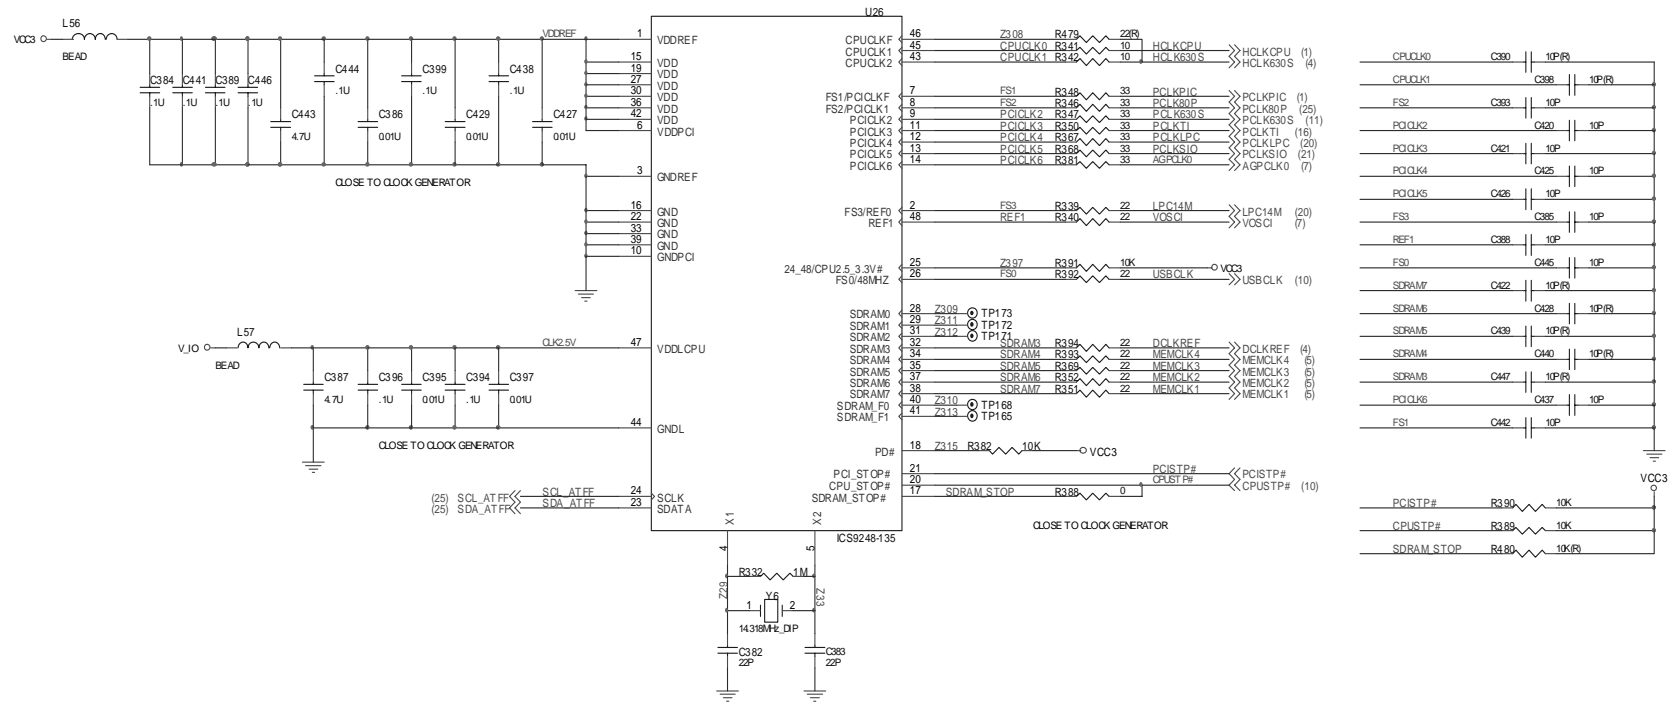 U26
L56
VCC3
BEAD
VDDREF 1 VDDREF
15 VDD
19 VDD
27 VDD
30 VDD
36 VDD
42 VDD
6 VDDPCI
C384 .1U
C441 .1U
C389 .1U
C446 .1U
C443 4.7U
C444 .1U
C386 0.01U
C399 .1U
C429 0.01U
C438 .1U
C427 0.01U
CLOSE TO CLOCK GENERATOR
3 GNDREF
16 GND
22 GND
33 GND
39 GND
10 GNDPCI
L57
V_IO
BEAD
CLK2.5V 47 VDDLCPU
C387 4.7U
C396 .1U
C395 0.01U
C394 .1U
C397 0.01U
44 GNDL
CLOSE TO CLOCK GENERATOR
(25) SCL_ATFF SCL_ATFF 24 SCLK
(25) SDA_ATFF SDA_ATFF 23 SDATA
CPUCLKF 46 Z308 R479 22(R)
CPUCLK1 45 CPUCLK0 R341 10 HCLKCPU HCLKCPU (1)
CPUCLK2 43 CPUCLK1 R342 10 HCLK630S HCLK630S (4)
FS1/PCICLKF 7 FS1 R348 33 PCLKPIC PCLKPIC (1)
FS2/PCICLK1 8 FS2 R346 33 PCLK80P PCLK80P (25)
PCICLK2 9 PCICLK2 R347 33 PCLK630S PCLK630S (11)
PCICLK3 11 PCICLK3 R350 33 PCLKTI PCLKTI (16)
PCICLK4 12 PCICLK4 R367 33 PCLKLPC PCLKLPC (20)
PCICLK5 13 PCICLK5 R368 33 PCLKSIO PCLKSIO (21)
PCICLK6 14 PCICLK6 R381 33 AGPCLK0 AGPCLK0 (7)
FS3/REF0 2 FS3 R339 22 LPC14M LPC14M (20)
REF1 48 REF1 R340 22 VOSCI VOSCI (7)
24_48/CPU2.5_3.3V# 25 Z397 R391 10K VCC3
FS0/48MHZ 26 FS0 R392 22 USBCLK USBCLK (10)
SDRAM0 28 Z309 TP173
SDRAM1 29 Z311 TP172
SDRAM2 31 Z312 TP171
SDRAM3 32 SDRAM3 R394 22 DCLKREF DCLKREF (4)
SDRAM4 34 SDRAM4 R393 22 MEMCLK4 MEMCLK4 (5)
SDRAM5 35 SDRAM5 R369 22 MEMCLK3 MEMCLK3 (5)
SDRAM6 37 SDRAM6 R352 22 MEMCLK2 MEMCLK2 (5)
SDRAM7 38 SDRAM7 R351 22 MEMCLK1 MEMCLK1 (5)
SDRAM_F0 40 Z310 TP168
SDRAM_F1 41 Z313 TP165
PD# 18 Z315 R382 10K VCC3
PCI_STOP# 21 PCISTP# PCISTP#
CPU_STOP# 20 CPUSTP# CPUSTP# (10)
SDRAM_STOP# 17 SDRAM_STOP R388 0
CLOSE TO CLOCK GENERATOR
X1
X2
ICS9248-135
4
5
R332 1M
Z29
Z33
Y6
1 2
14.318MHz_DIP
C382 22P
C383 22P
CPUCLK0 C390 10P(R)
CPUCLK1 C398 10P(R)
FS2 C393 10P
PCICLK2 C420 10P
PCICLK3 C421 10P
PCICLK4 C425 10P
PCICLK5 C426 10P
FS3 C385 10P
REF1 C388 10P
FS0 C445 10P
SDRAM7 C422 10P(R)
SDRAM6 C428 10P(R)
SDRAM5 C439 10P(R)
SDRAM4 C440 10P(R)
SDRAM3 C447 10P(R)
PCICLK6 C437 10P
FS1 C442 10P
VCC3
PCISTP# R390 10K
CPUSTP# R389 10K
SDRAM_STOP R480 10K(R)